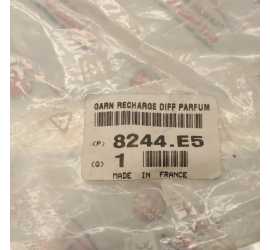 GARN RECHARGE DIFF PARFUM
(P) 8244.E5
(Q) 1
MADE IN FRANCE